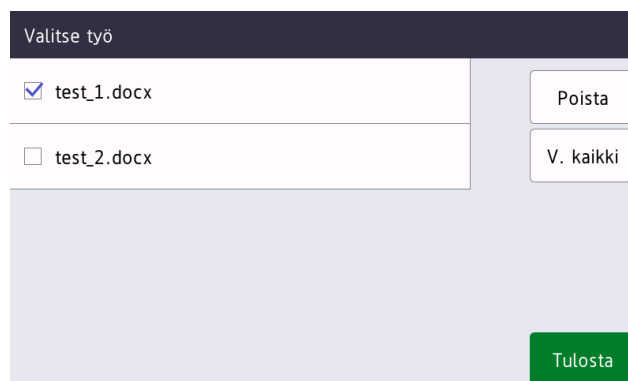 Valitse työ
test_1.docx
Poista
test_2.docx
V. kaikki
Tulosta